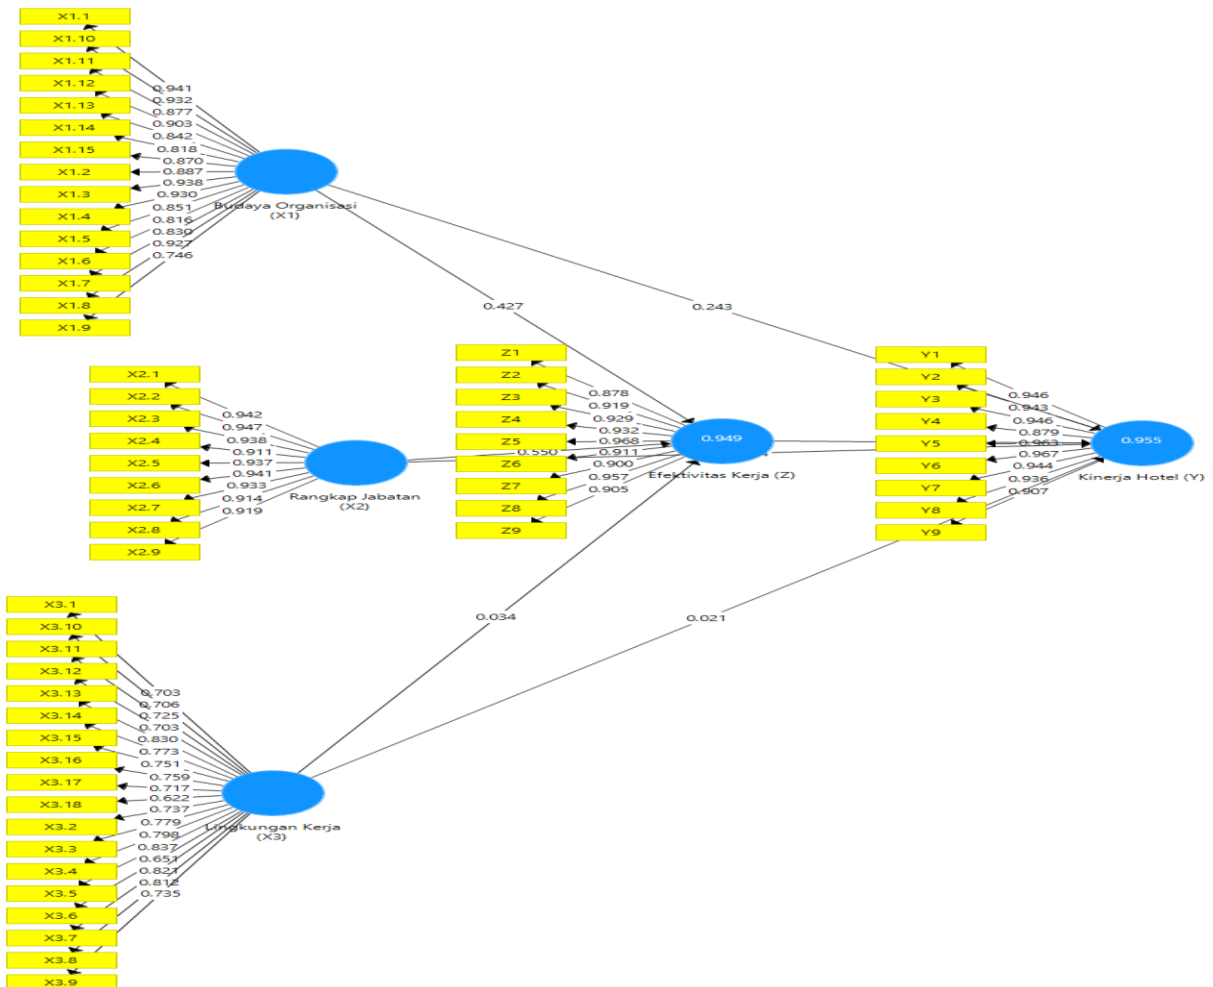 X1.1
X1.10
X1.11
X1.12
X1.13
X1.14
X1.15
X1.2
X1.3
X1.4
X1.5
X1.6
X1.7
X1.8
X1.9
0.941
0.932
0.877
0.903
0.842
0.818
0.870
0.887
0.938
0.930
0.851
0.816
0.830
0.927
0.746
Budaya Organisasi
(X1)
0.427
0.243
X2.1
X2.2
X2.3
X2.4
X2.5
X2.6
X2.7
X2.8
X2.9
0.942
0.947
0.938
0.911
0.937
0.941
0.933
0.914
0.919
Rangkap Jabatan
(X2)
0.550
Z1
Z2
Z3
Z4
Z5
Z6
Z7
Z8
Z9
0.878
0.919
0.929
0.932
0.968
0.911
0.900
0.957
0.905
0.949
Efektivitas Kerja (Z)
Y1
Y2
Y3
Y4
Y5
Y6
Y7
Y8
Y9
0.946
0.943
0.946
0.879
0.963
0.967
0.944
0.936
0.907
0.955
Kinerja Hotel (Y)
X3.1
X3.10
X3.11
X3.12
X3.13
X3.14
X3.15
X3.16
X3.17
X3.18
X3.2
X3.3
X3.4
X3.5
X3.6
X3.7
X3.8
X3.9
0.703
0.706
0.725
0.703
0.830
0.773
0.751
0.759
0.717
0.622
0.737
0.779
0.798
0.837
0.651
0.821
0.812
0.735
Lingkungan Kerja
(X3)
0.034
0.021